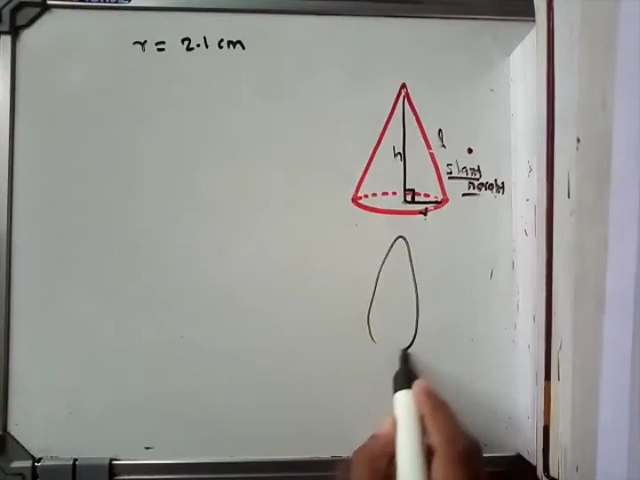 r = 2.1 cm
l
h
slant
height
r